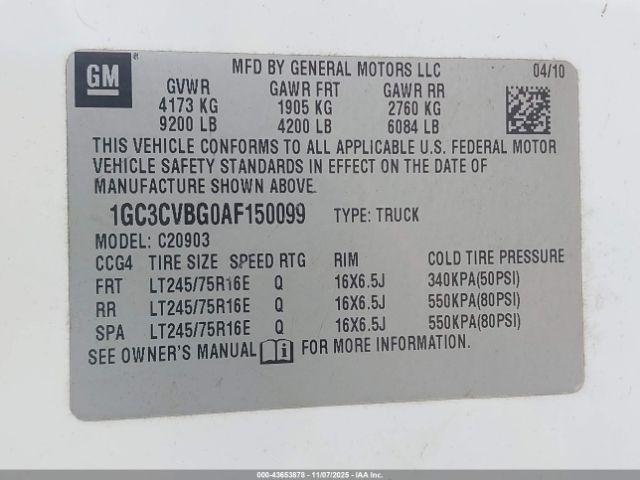 GM
MFD BY GENERAL MOTORS LLC 04/10
GVWR GAWR FRT GAWR RR
4173 KG 1905 KG 2760 KG
9200 LB 4200 LB 6084 LB
THIS VEHICLE CONFORMS TO ALL APPLICABLE U.S. FEDERAL MOTOR
VEHICLE SAFETY STANDARDS IN EFFECT ON THE DATE OF
MANUFACTURE SHOWN ABOVE.
1GC3CVBG0AF150099 TYPE: TRUCK
MODEL: C20903
CCG4 TIRE SIZE SPEED RTG RIM COLD TIRE PRESSURE
FRT LT245/75R16E Q 16X6.5J 340KPA(50PSI)
RR LT245/75R16E Q 16X6.5J 550KPA(80PSI)
SPA LT245/75R16E Q 16X6.5J 550KPA(80PSI)
SEE OWNER'S MANUAL FOR MORE INFORMATION.
000-43653878 - 11/07/2025 - IAAI.COM